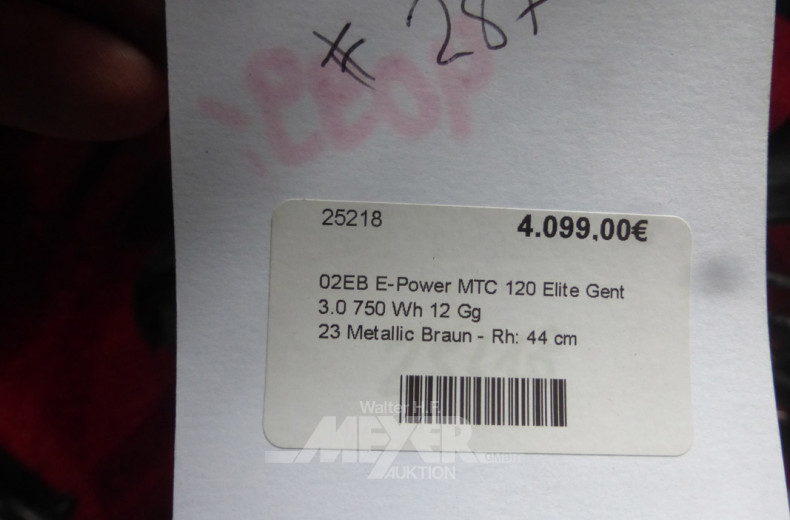 * 287
25218 4.099,00€
02EB E-Power MTC 120 Elite Gent
3.0 750 Wh 12 Gg
23 Metallic Braun - Rh: 44 cm
Walter H.F.
MEYER
AUKTION